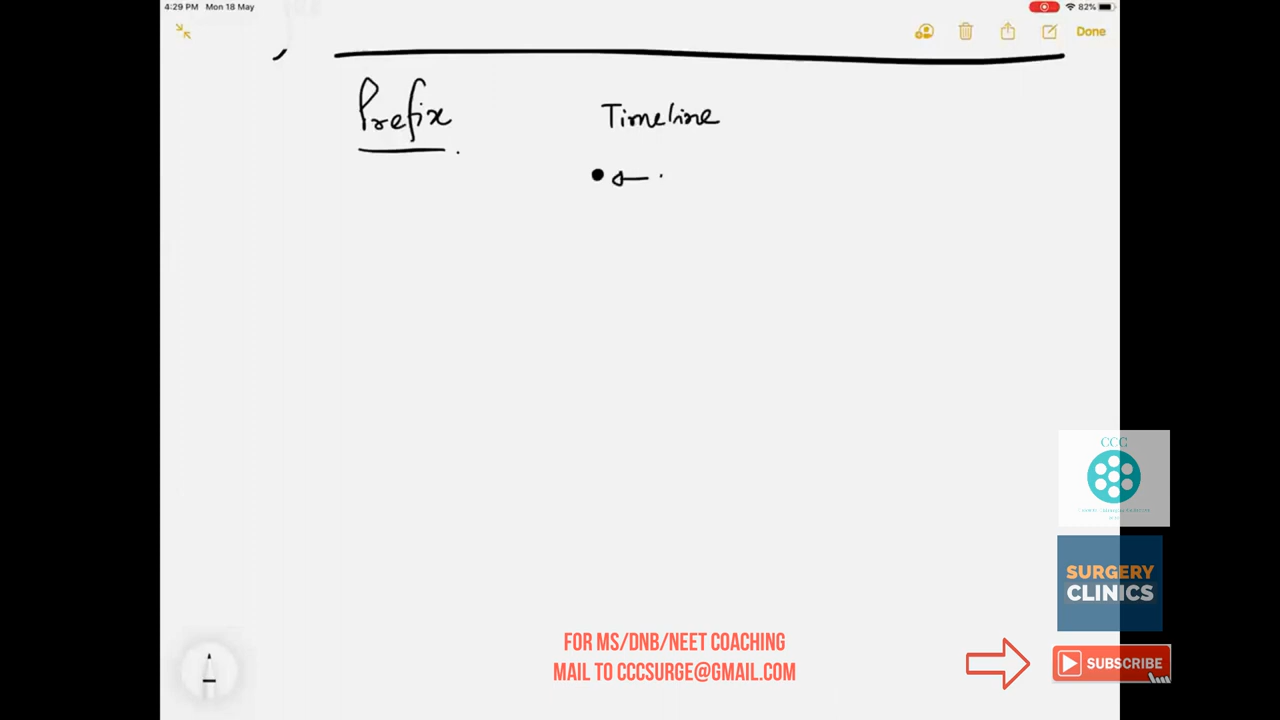 4:29 PM Mon 18 May
82%
Done
Prefix
Timeline
CCC
SURGERY
CLINICS
FOR MS/DNB/NEET COACHING
MAIL TO CCCSURGE@GMAIL.COM
SUBSCRIBE